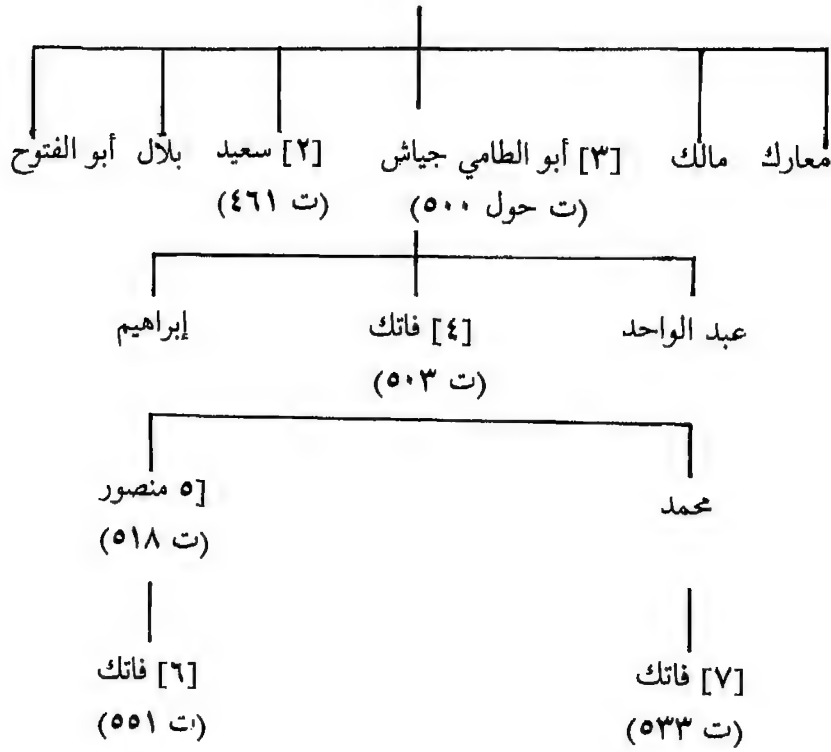 معارك مالك [٣] أبو الطامي جياش [٢] سعيد بلال أبو الفتوح
(ت حول ٥٠٠) (ت ٤٦١)
عبد الواحد [٤] فاتك إبراهيم
(ت ٥٠٣)
محمد ٥] منصور
(ت ٥١٨)
[٧] فاتك [٦] فاتك
(ت ٥٣٣) (ت ٥٥١)